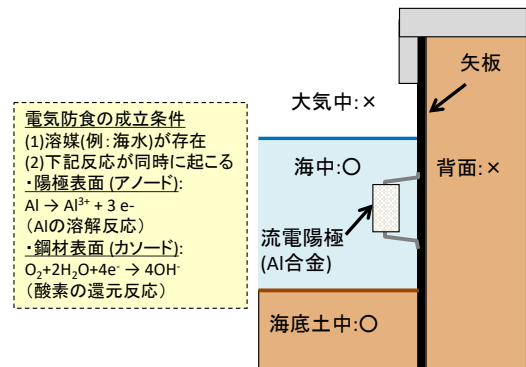 電気防食の成立条件
(1)溶媒(例:海水)が存在
(2)下記反応が同時に起こる
・陽極表面 (アノード):
Al → Al³⁺ + 3 e-
(Alの溶解反応)
・鋼材表面 (カソード):
O₂+2H₂O+4e⁻ → 4OH⁻
(酸素の還元反応)
矢板
大気中:×
海中:〇
背面:×
流電陽極
(Al合金)
海底土中:〇